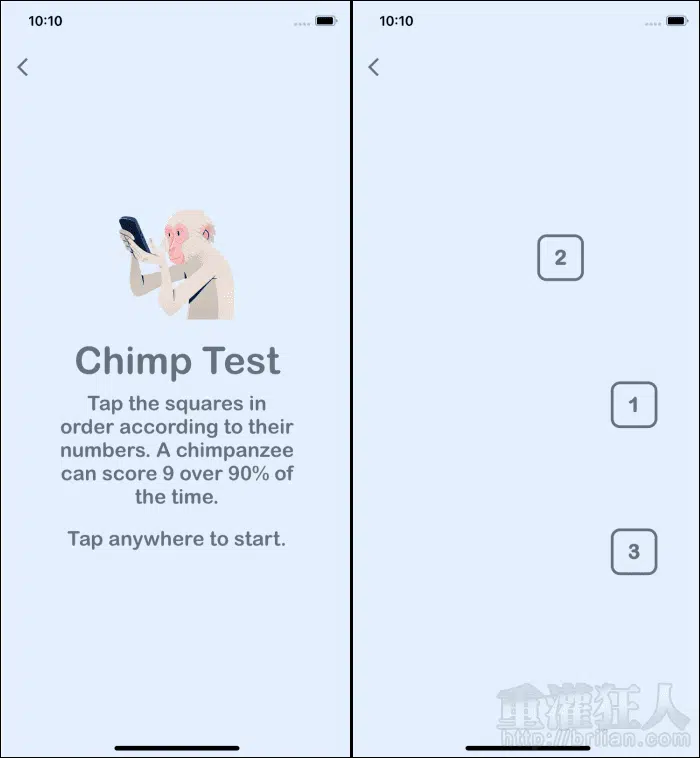 10:10
Chimp Test
Tap the squares in
order according to their
numbers. A chimpanzee
can score 9 over 90% of
the time.
Tap anywhere to start.
10:10
2
1
3
重灌狂人
http://briian.com